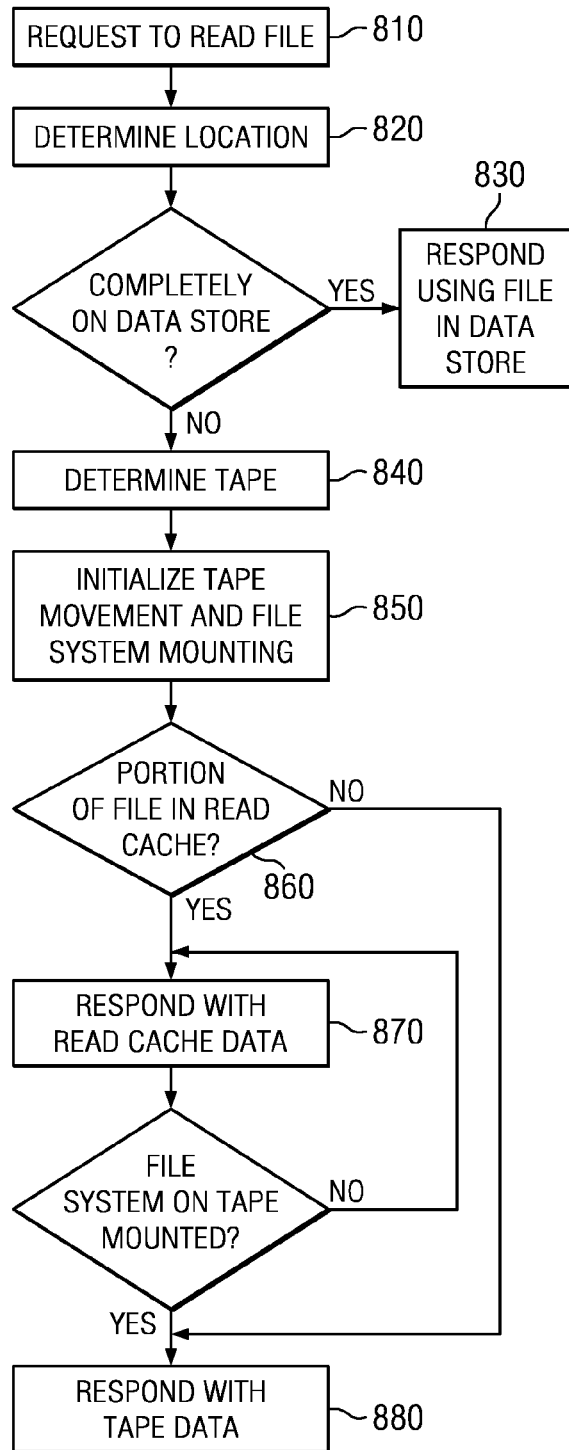 REQUEST TO READ FILE
810
DETERMINE LOCATION
820
COMPLETELY
ON DATA STORE
?
YES
830
RESPOND
USING FILE
IN DATA
STORE
NO
DETERMINE TAPE
840
INITIALIZE TAPE
MOVEMENT AND FILE
SYSTEM MOUNTING
850
PORTION
OF FILE IN READ
CACHE?
NO
860
YES
RESPOND WITH
READ CACHE DATA
870
FILE
SYSTEM ON TAPE
MOUNTED?
NO
YES
RESPOND WITH
TAPE DATA
880